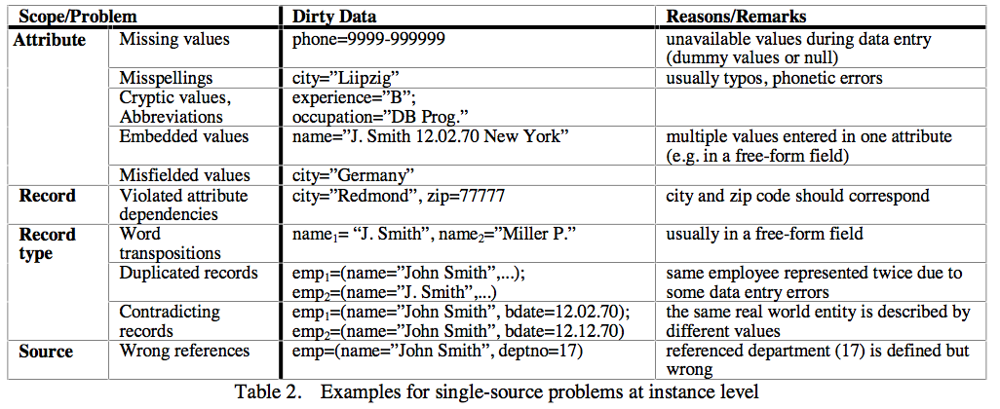 Scope/Problem Dirty Data Reasons/Remarks
Attribute Missing values phone=9999-999999 unavailable values during data entry
(dummy values or null)
Misspellings city=”Liipzig” usually typos, phonetic errors
Cryptic values, experience=”B”;
Abbreviations occupation=”DB Prog.”
Embedded values name=”J. Smith 12.02.70 New York” multiple values entered in one attribute
(e.g. in a free-form field)
Misfielded values city=”Germany”
Record Violated attribute city=”Redmond”, zip=77777 city and zip code should correspond
dependencies
Record Word name1= “J. Smith”, name2=”Miller P.” usually in a free-form field
type transpositions
Duplicated records emp1=(name=”John Smith”,...); same employee represented twice due to
emp2=(name=”J. Smith”,...) some data entry errors
Contradicting emp1=(name=”John Smith”, bdate=12.02.70); the same real world entity is described by
records emp2=(name=”John Smith”, bdate=12.12.70) different values
Source Wrong references emp=(name=”John Smith”, deptno=17) referenced department (17) is defined but
wrong
Table 2. Examples for single-source problems at instance level